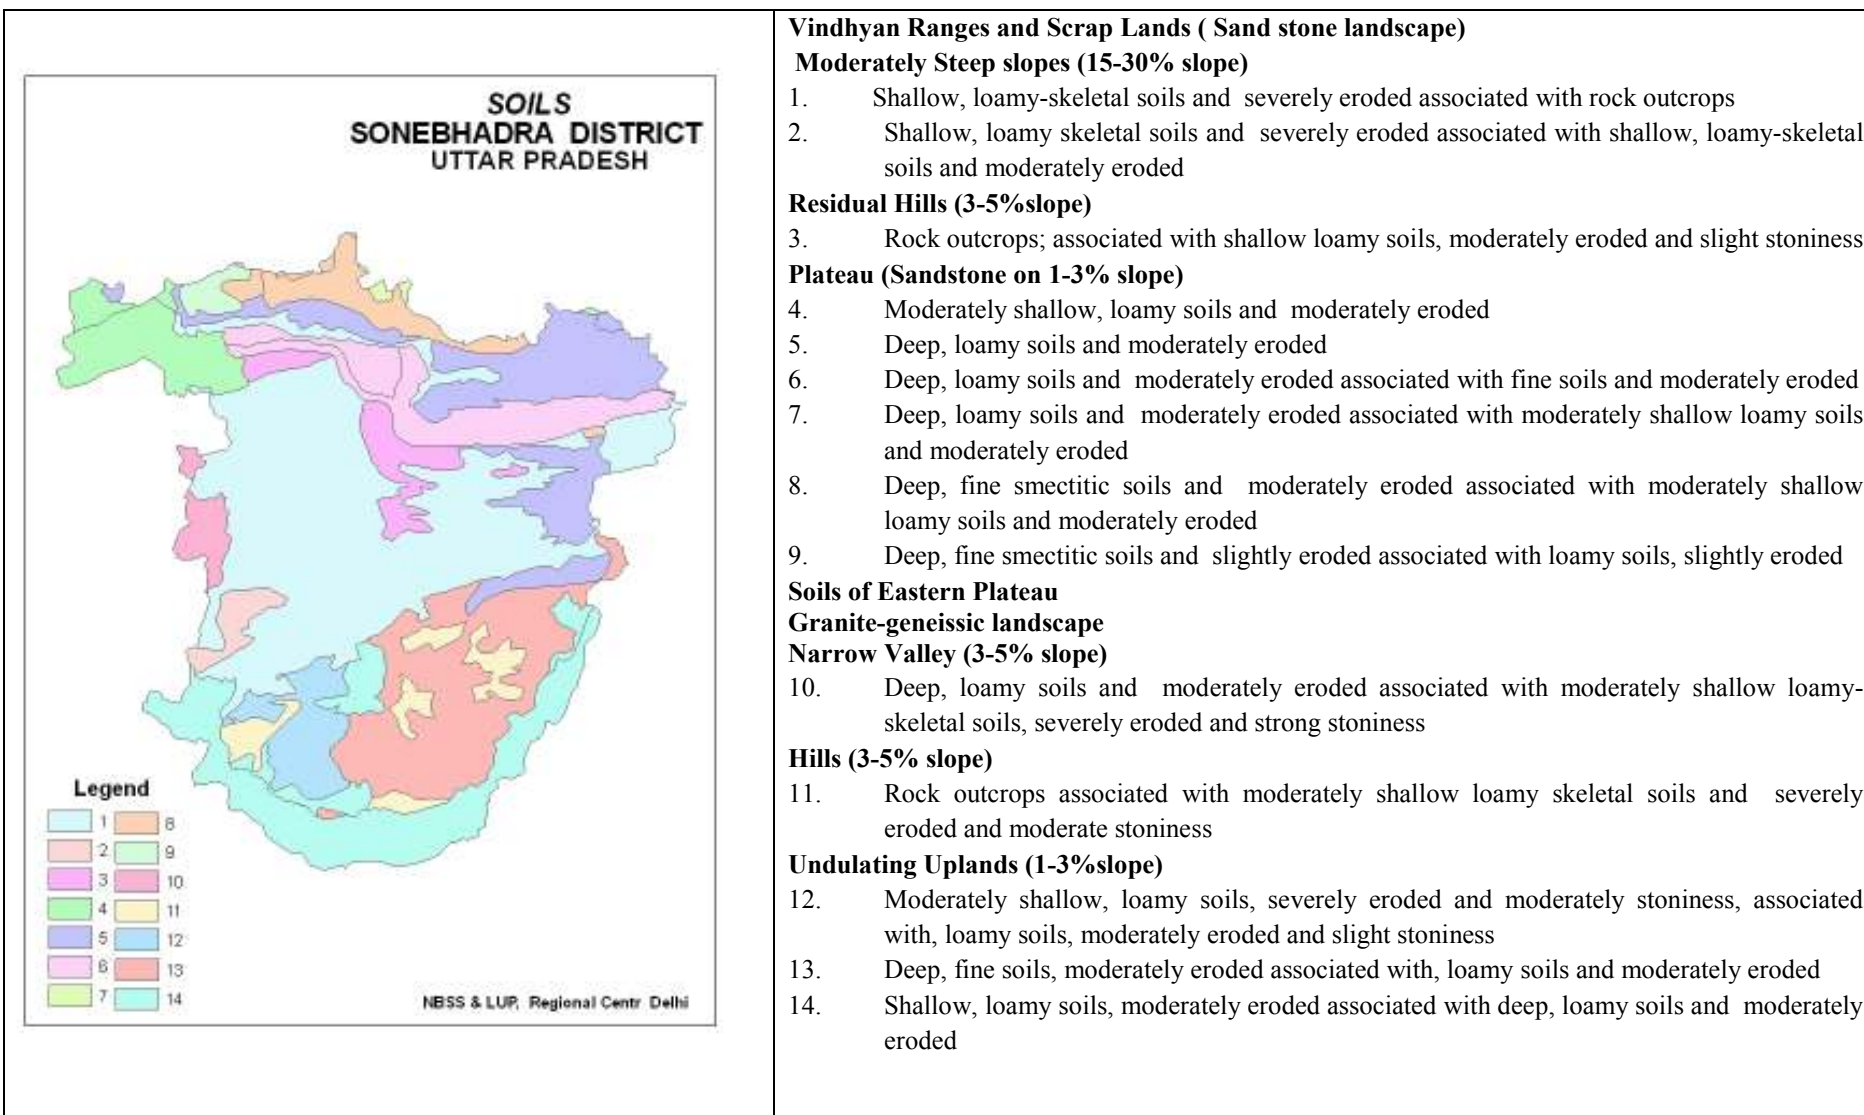 SOILS
SONEBHADRA DISTRICT
UTTAR PRADESH
Legend
1 8
2 9
3 10
4 11
5 12
6 13
7 14
NBSS & LUP, Regional Centr Delhi
Vindhyan Ranges and Scrap Lands ( Sand stone landscape)
Moderately Steep slopes (15-30% slope)
1. Shallow, loamy-skeletal soils and severely eroded associated with rock outcrops
2. Shallow, loamy skeletal soils and severely eroded associated with shallow, loamy-skeletal
soils and moderately eroded
Residual Hills (3-5%slope)
3. Rock outcrops; associated with shallow loamy soils, moderately eroded and slight stoniness
Plateau (Sandstone on 1-3% slope)
4. Moderately shallow, loamy soils and moderately eroded
5. Deep, loamy soils and moderately eroded
6. Deep, loamy soils and moderately eroded associated with fine soils and moderately eroded
7. Deep, loamy soils and moderately eroded associated with moderately shallow loamy soils
and moderately eroded
8. Deep, fine smectitic soils and moderately eroded associated with moderately shallow
loamy soils and moderately eroded
9. Deep, fine smectitic soils and slightly eroded associated with loamy soils, slightly eroded
Soils of Eastern Plateau
Granite-geneissic landscape
Narrow Valley (3-5% slope)
10. Deep, loamy soils and moderately eroded associated with moderately shallow loamy-
skeletal soils, severely eroded and strong stoniness
Hills (3-5% slope)
11. Rock outcrops associated with moderately shallow loamy skeletal soils and severely
eroded and moderate stoniness
Undulating Uplands (1-3%slope)
12. Moderately shallow, loamy soils, severely eroded and moderately stoniness, associated
with, loamy soils, moderately eroded and slight stoniness
13. Deep, fine soils, moderately eroded associated with, loamy soils and moderately eroded
14. Shallow, loamy soils, moderately eroded associated with deep, loamy soils and moderately
eroded